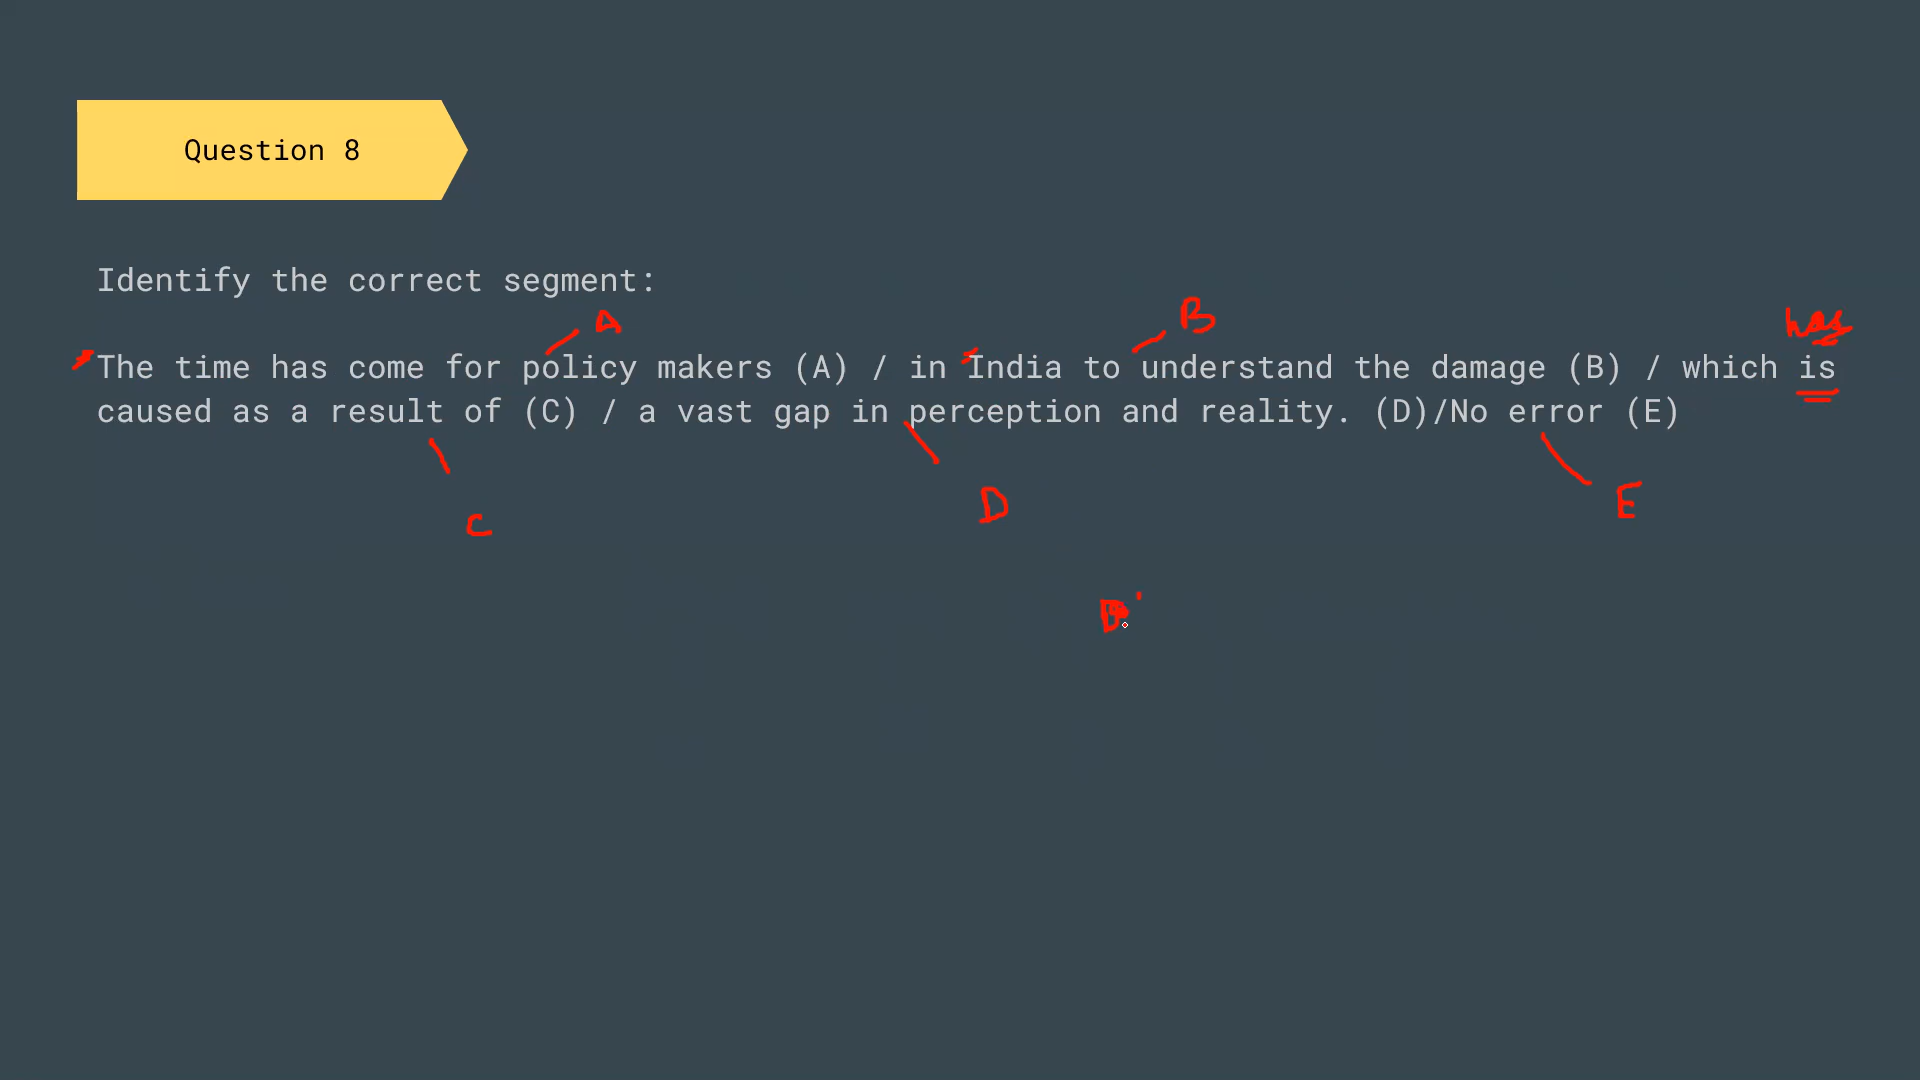 Question 8
Identify the correct segment:
A B has
The time has come for policy makers (A) / in India to understand the damage (B) / which is
caused as a result of (C) / a vast gap in perception and reality. (D)/No error (E)
C D E